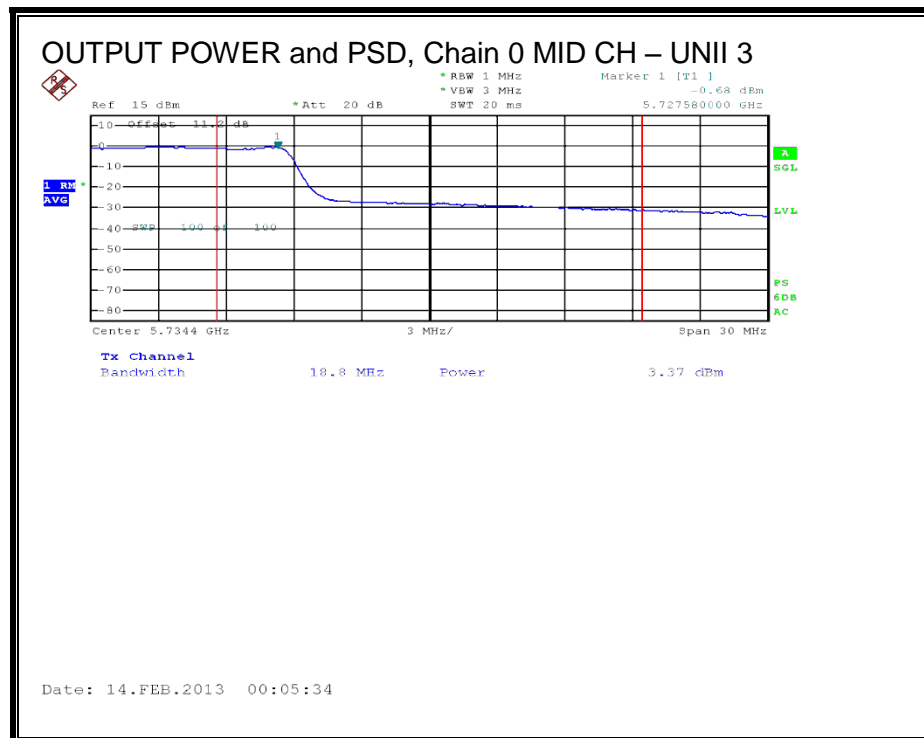 OUTPUT POWER and PSD, Chain 0 MID CH – UNII 3
R S
* RBW 1 MHz Marker 1 [T1 ]
* VBW 3 MHz -0.68 dBm
Ref 15 dBm * Att 20 dB SWT 20 ms 5.727580000 GHz
10 Offset 11.2 dB
1
0
A
-10
SGL
1 RM *
-20
AVG
-30
LVL
-40 SWP 100 of 100
-50
-60
-70
PS
6DB
-80
AC
Center 5.7344 GHz 3 MHz/ Span 30 MHz
Tx Channel
Bandwidth 18.8 MHz Power 3.37 dBm
Date: 14.FEB.2013 00:05:34